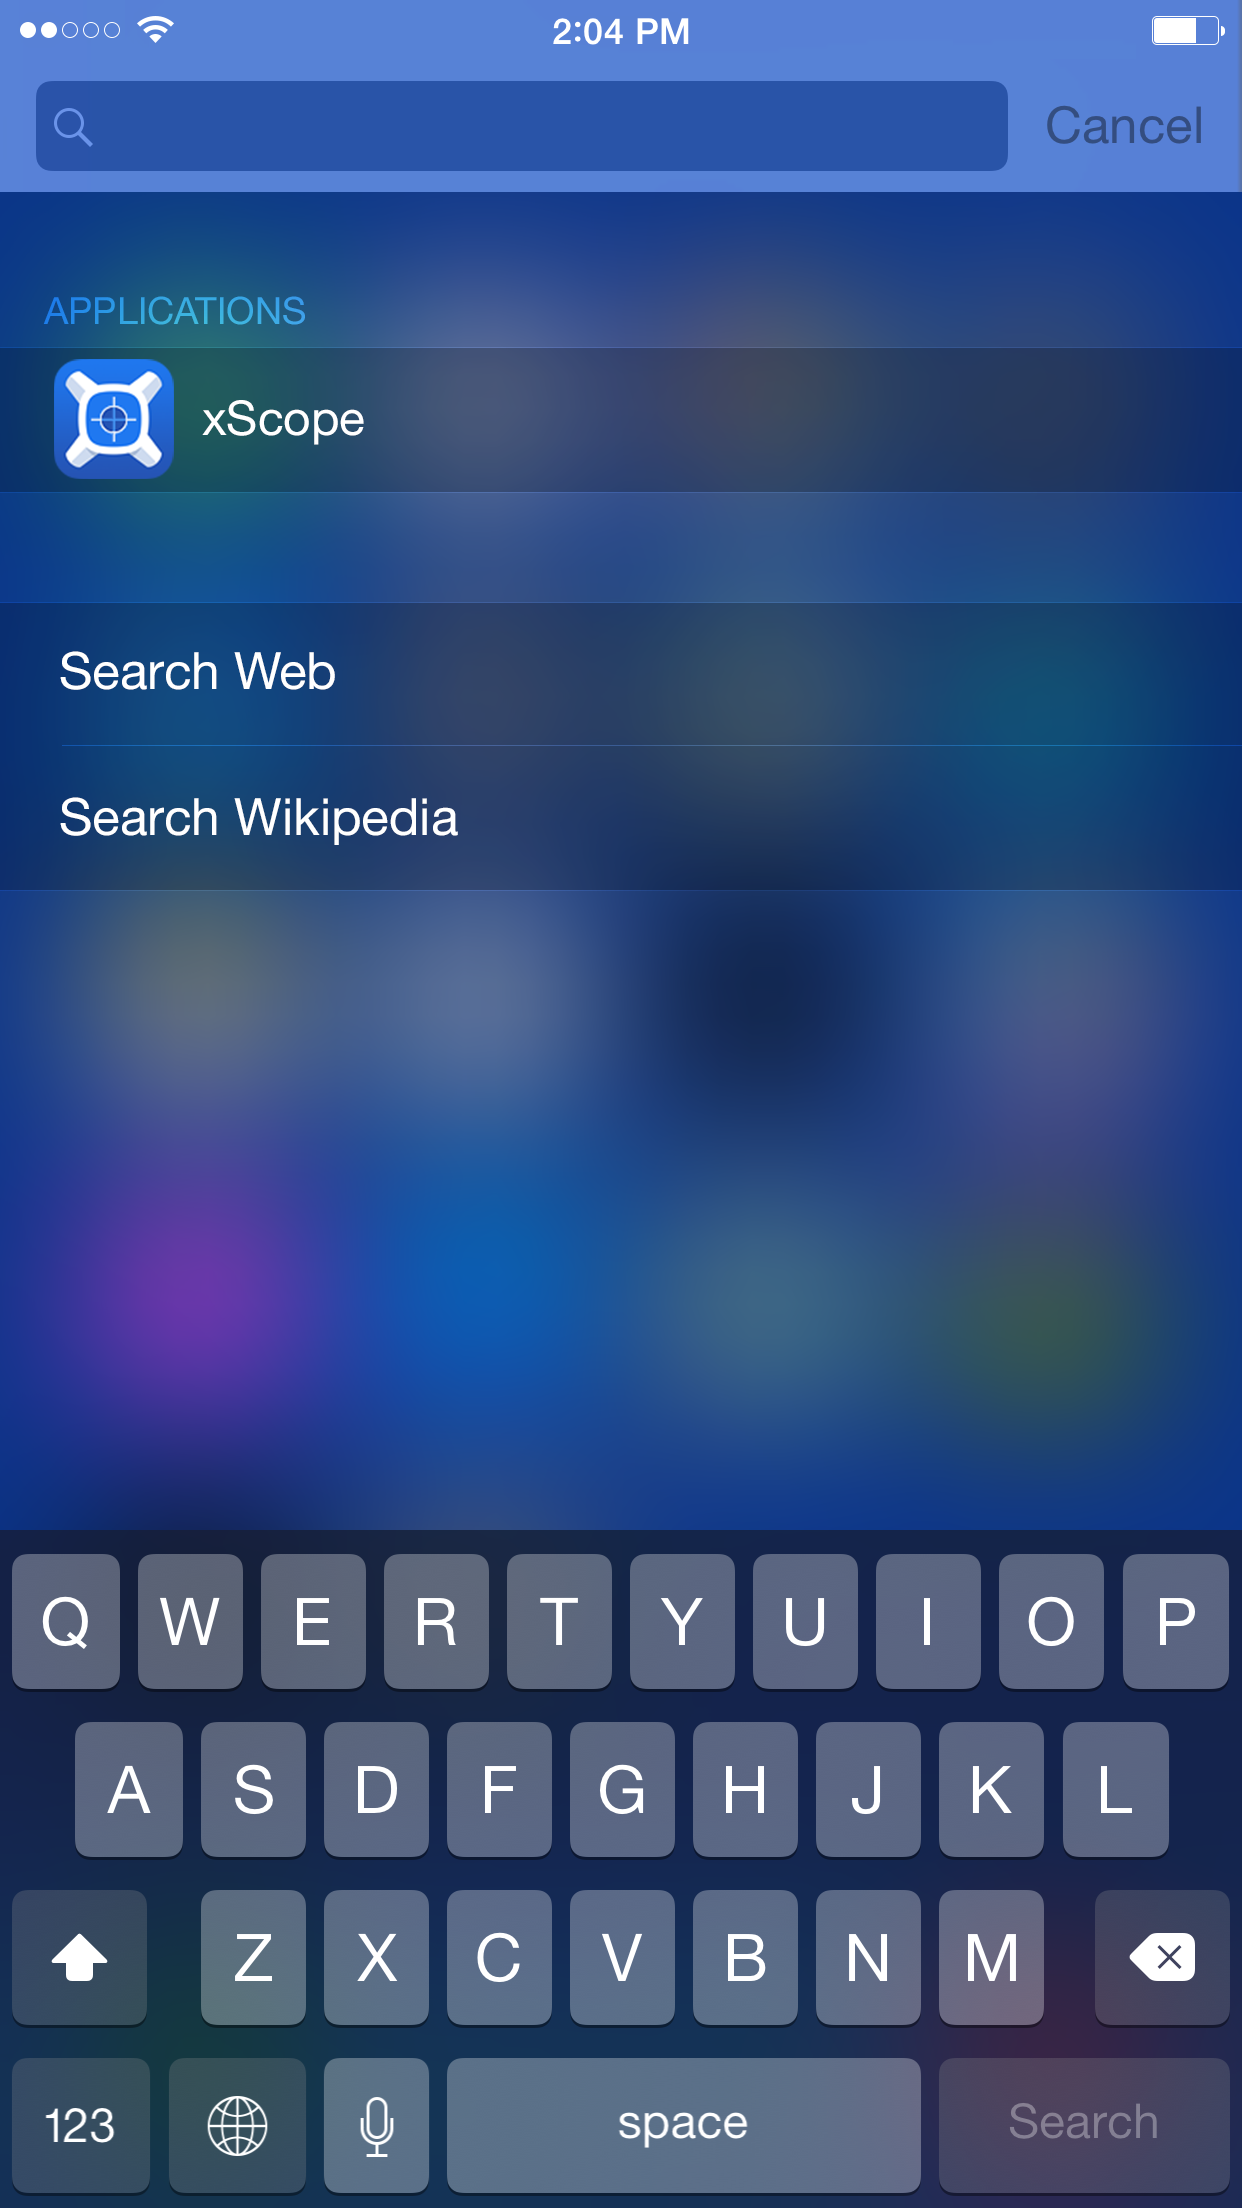 2:04 PM
Cancel
APPLICATIONS
xScope
Search Web
Search Wikipedia
Q W E R T Y U I O P
A S D F G H J K L
Z X C V B N M
123 space Search